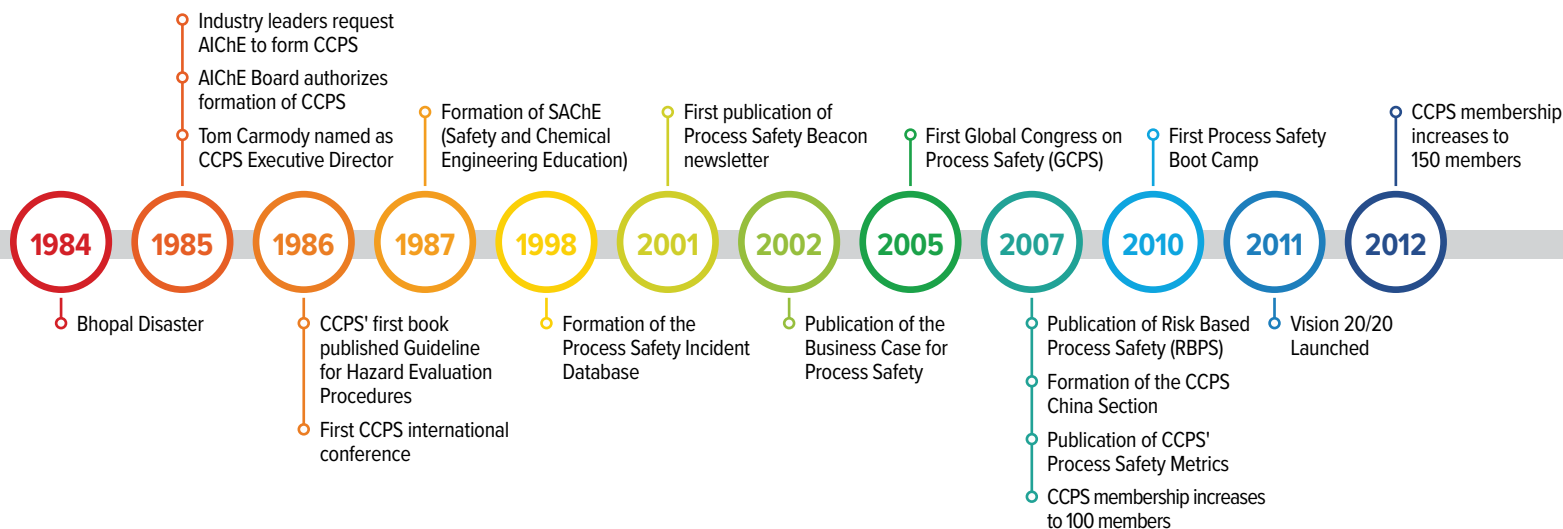 Industry leaders request
AIChE to form CCPS
AIChE Board authorizes
formation of CCPS
Tom Carmody named as
CCPS Executive Director
Formation of SAChE
(Safety and Chemical
Engineering Education)
First publication of
Process Safety Beacon
newsletter
First Global Congress on
Process Safety (GCPS)
First Process Safety
Boot Camp
CCPS membership
increases to
150 members
1984
1985
1986
1987
1998
2001
2002
2005
2007
2010
2011
2012
Bhopal Disaster
CCPS' first book
published Guideline
for Hazard Evaluation
Procedures
First CCPS international
conference
Formation of the
Process Safety Incident
Database
Publication of the
Business Case for
Process Safety
Publication of Risk Based
Process Safety (RBPS)
Formation of the CCPS
China Section
Publication of CCPS'
Process Safety Metrics
CCPS membership increases
to 100 members
Vision 20/20
Launched